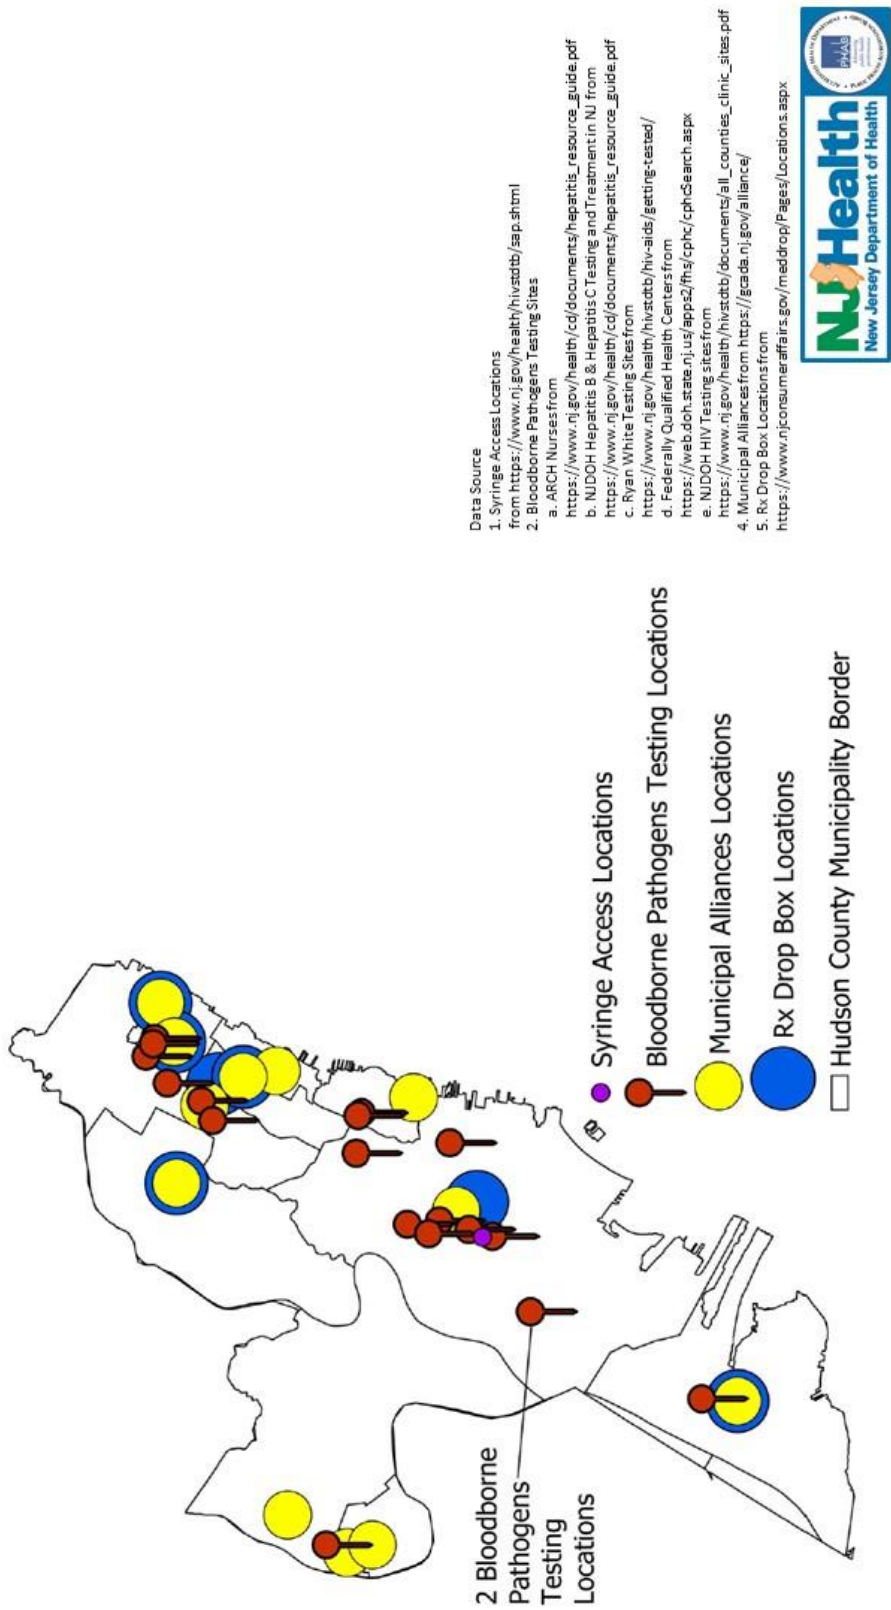 2 Bloodborne
Pathogens
Testing
Locations
Syringe Access Locations
Bloodborne Pathogens Testing Locations
Municipal Alliances Locations
Rx Drop Box Locations
Hudson County Municipality Border
Data Source
1. Syringe Access Locations
from https://www.nj.gov/health/hivstdtb/sap.shtml
2. Bloodborne Pathogens Testing Sites
a. ARCH Nurses from
https://www.nj.gov/health/cd/documents/hepatitis_resource_guide.pdf
b. NJDOH Hepatitis B & Hepatitis C Testing and Treatment in NJ from
https://www.nj.gov/health/cd/documents/hepatitis_resource_guide.pdf
c. Ryan White Testing Sites from
https://www.nj.gov/health/hivstdtb/hiv-aids/getting-tested/
d. Federally Qualified Health Centers from
https://web.doh.state.nj.us/apps2/fhs/cphc/cphcSearch.aspx
e. NJDOH HIV Testing sites from
https://www.nj.gov/health/hivstdtb/documents/all_counties_clinic_sites.pdf
4. Municipal Alliances from https://gcada.nj.gov/alliance/
5. Rx Drop Box Locations from
https://www.njconsumeraffairs.gov/meddrop/Pages/Locations.aspx
NJ Health
New Jersey Department of Health
PHAB